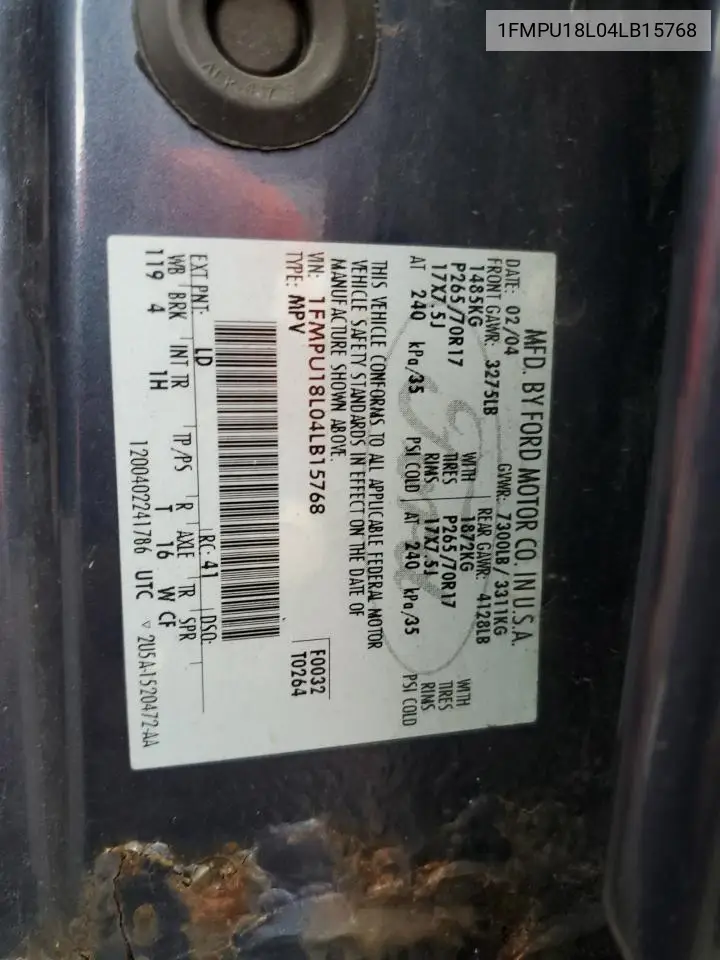 1FMPU18L04LB15768
MFD. BY FORD MOTOR CO. IN U.S.A.
DATE: 02/04 GVWR: 7300LB/3311KG
FRONT GAWR: 3275LB REAR GAWR: 4128LB
1485KG WITH 1872KG WITH
P265/70R17 TIRES P265/70R17 TIRES
17X7.5J RIMS 17X7.5J RIMS
AT 240 kPa/35 PSI COLD AT 240 kPa/35 PSI COLD
THIS VEHICLE CONFORMS TO ALL APPLICABLE FEDERAL MOTOR
VEHICLE SAFETY STANDARDS IN EFFECT ON THE DATE OF
MANUFACTURE SHOWN ABOVE.
VIN: 1FMPU18L04LB15768 F0032
TYPE: MPV T0264
EXT PNT: LD RC: 41 DSO:
WB BRK INT TR TP/PS R AXLE TR SPR
119 4 1H T 16 W CF
1200402241786 UTC ▽ 2U5A-1520472-AA